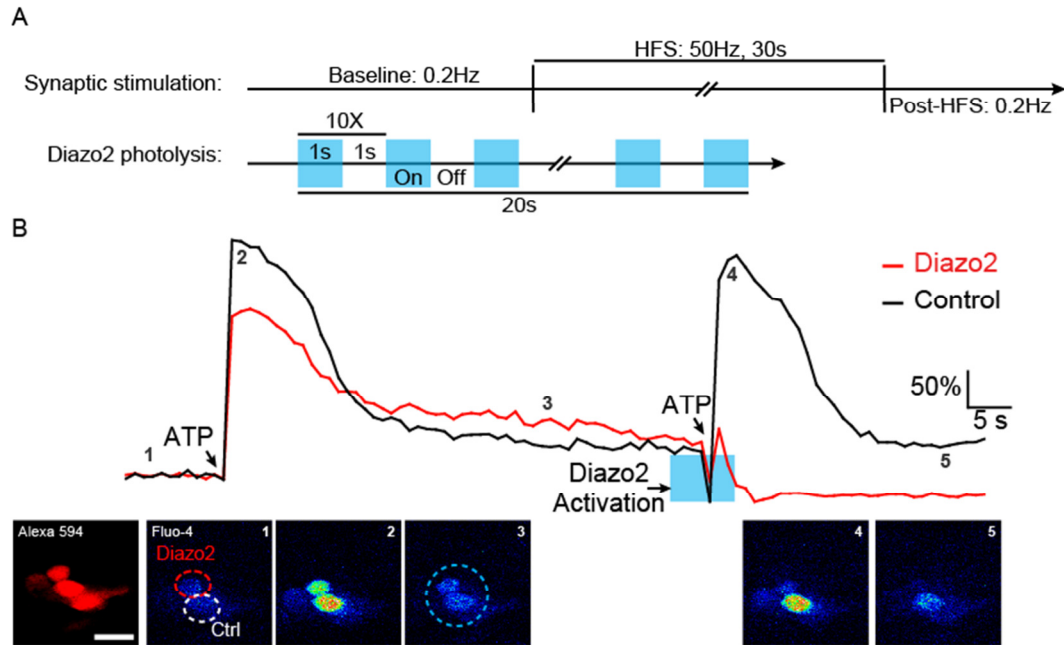 A
HFS: 50Hz, 30s
Synaptic stimulation:
Baseline: 0.2Hz
Post-HFS: 0.2Hz
10X
Diazo2 photolysis:
1s 1s
On Off
20s
B
2
4
Diazo2
Control
50%
5 s
ATP
3
ATP
1
5
Diazo2
Activation
Alexa 594
Fluo-4 1
2
3
4
5
Diazo2
Ctrl